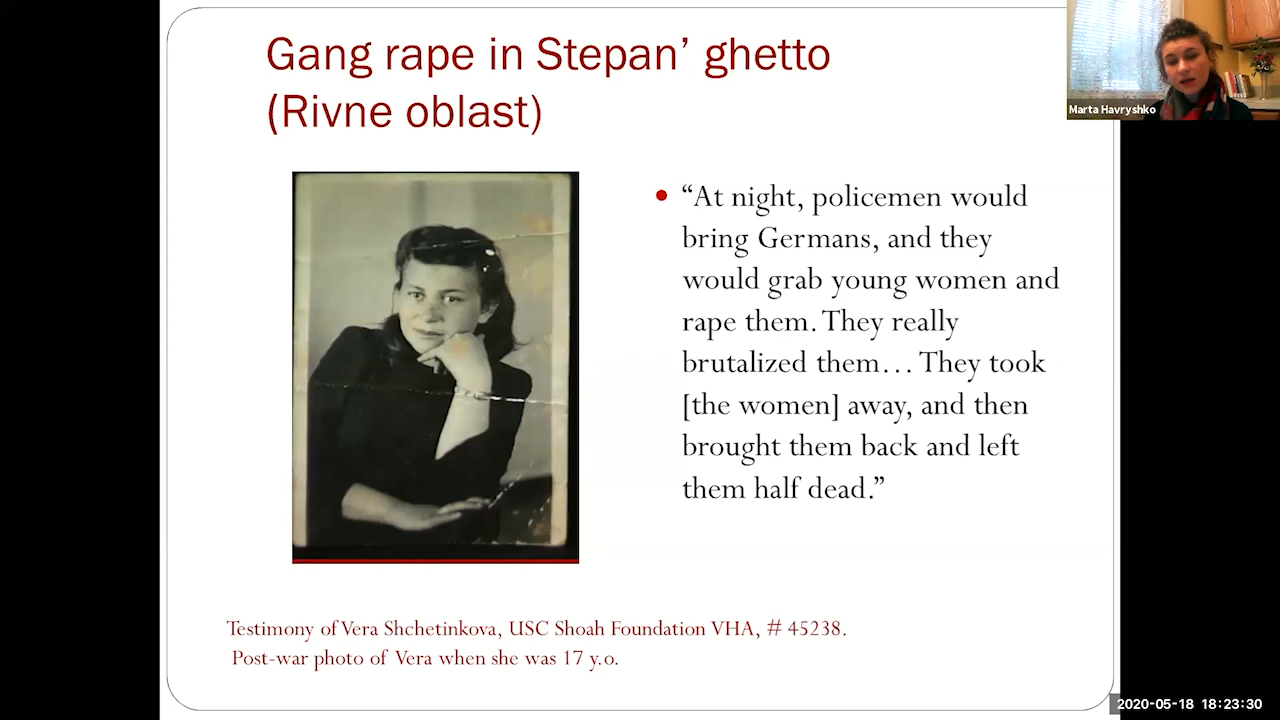 Gang rape in Stepan’ ghetto
(Rivne oblast)
Marta Havryshko
“At night, policemen would
bring Germans, and they
would grab young women and
rape them. They really
brutalized them… They took
[the women] away, and then
brought them back and left
them half dead.”
Testimony of Vera Shchetinkova, USC Shoah Foundation VHA, # 45238.
Post-war photo of Vera when she was 17 y.o.
2020-05-18 18:23:30